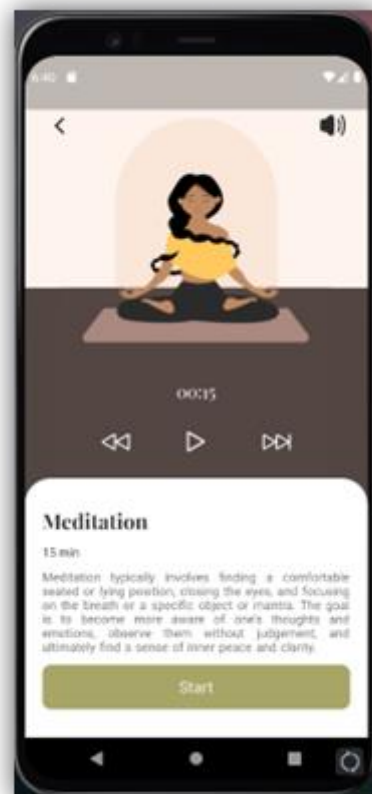 6:40
00:15
Meditation
15 min
Meditation typically involves finding a comfortable
seated or lying position, closing the eyes, and focusing
on the breath or a specific object or mantra. The goal
is to become more aware of one's thoughts and
emotions, observe them without judgement, and
ultimately find a sense of inner peace and clarity.
Start